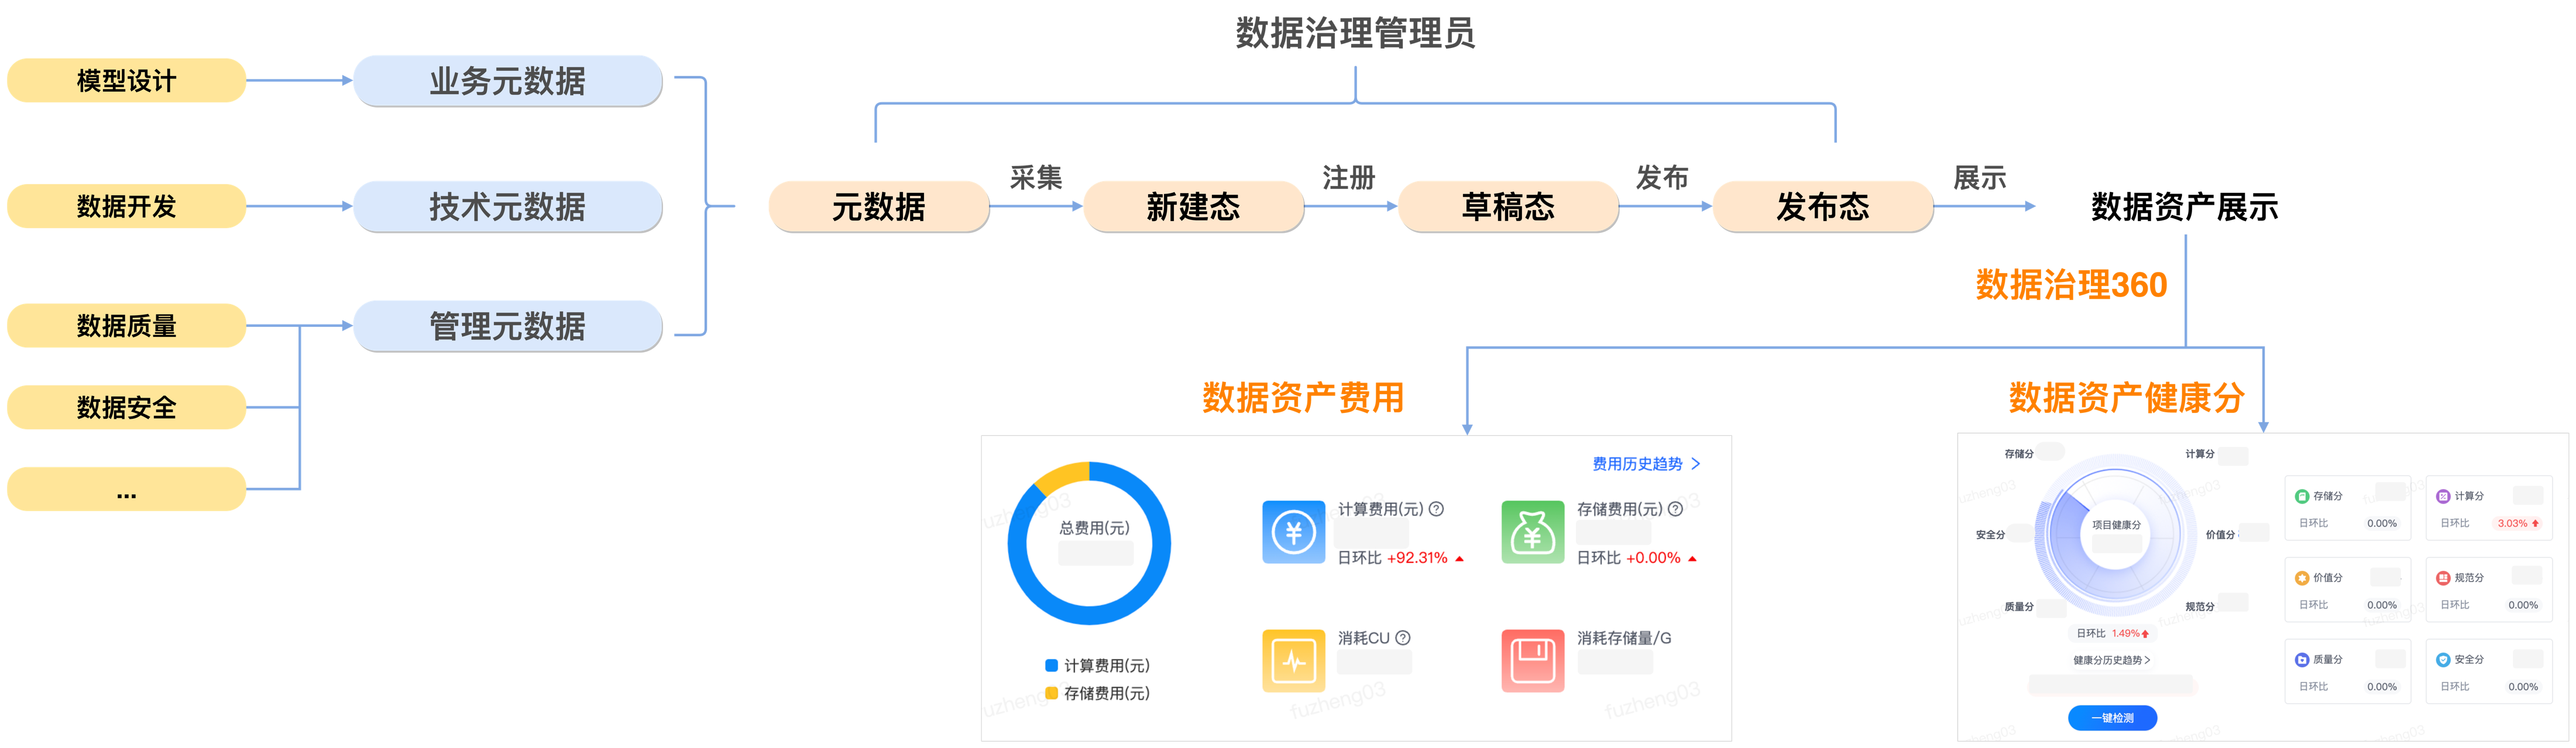 数据治理管理员
模型设计
业务元数据
数据开发
技术元数据
数据质量
管理元数据
数据安全
...
元数据
采集
新建态
注册
草稿态
发布
发布态
展示
数据资产展示
数据治理360
数据资产费用
数据资产健康分
费用历史趋势 >
总费用(元)
计算费用(元)
存储费用(元)
计算费用(元) ?
日环比 +92.31%
存储费用(元) ?
日环比 +0.00%
消耗CU ?
消耗存储量/G
uzheng03
uzheng03
fuzheng03
fuzheng03
存储分
计算分
安全分
项目健康分
价值分
质量分
规范分
日环比 1.49%
健康分历史趋势 >
一键检测
存储分
日环比 0.00%
计算分
日环比 3.03%
价值分
日环比 0.00%
规范分
日环比 0.00%
质量分
日环比 0.00%
安全分
日环比 0.00%